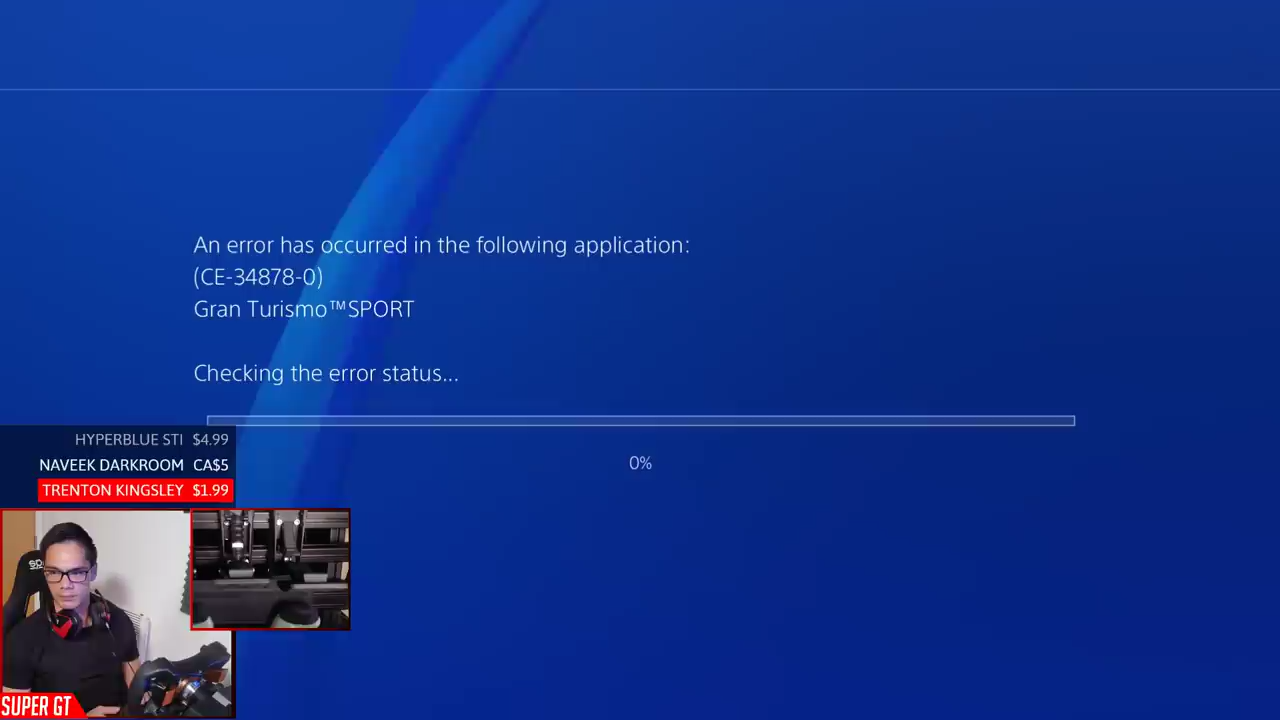 An error has occurred in the following application:
(CE-34878-0)
Gran Turismo™SPORT
Checking the error status...
0%
HYPERBLUE STI $4.99
NAVEEK DARKROOM CA$5
TRENTON KINGSLEY $1.99
SUPER GT